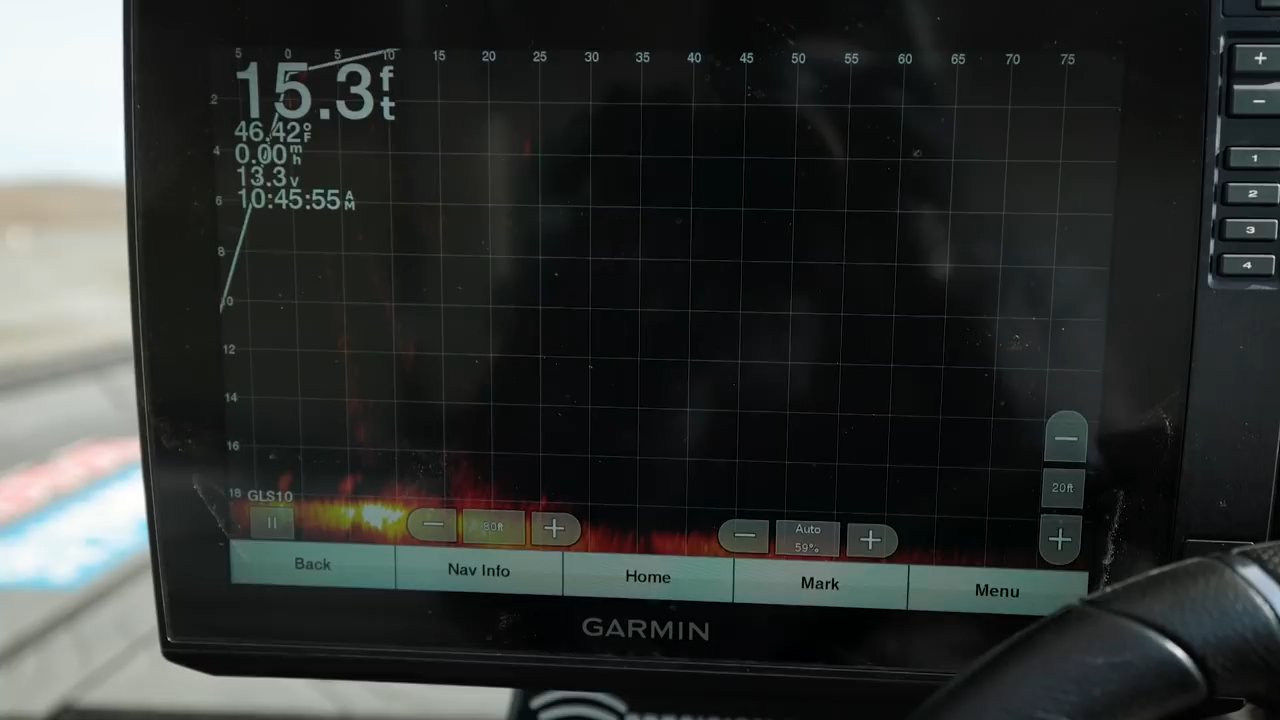 5 0 5 10 15 20 25 30 35 40 45 50 55 60 65 70 75
15.3 ft
46.42°F
0.00 mh
13.3 v
10:45:55 AM
2
4
6
8
10
12
14
16
18
GLS10
80ft
Auto
59%
20ft
Back Nav Info Home Mark Menu
GARMIN
+
-
1
2
3
4